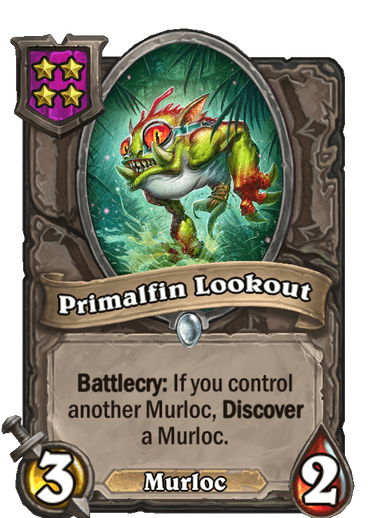 Primalfin Lookout
Battlecry: If you control
another Murloc, Discover
a Murloc.
3
Murloc
2